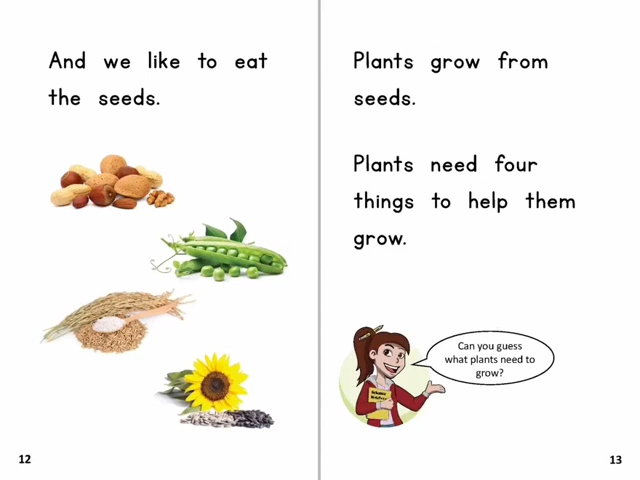 And we like to eat
the seeds.
12
Plants grow from
seeds.
Plants need four
things to help them
grow.
Can you guess
what plants need to
grow?
13